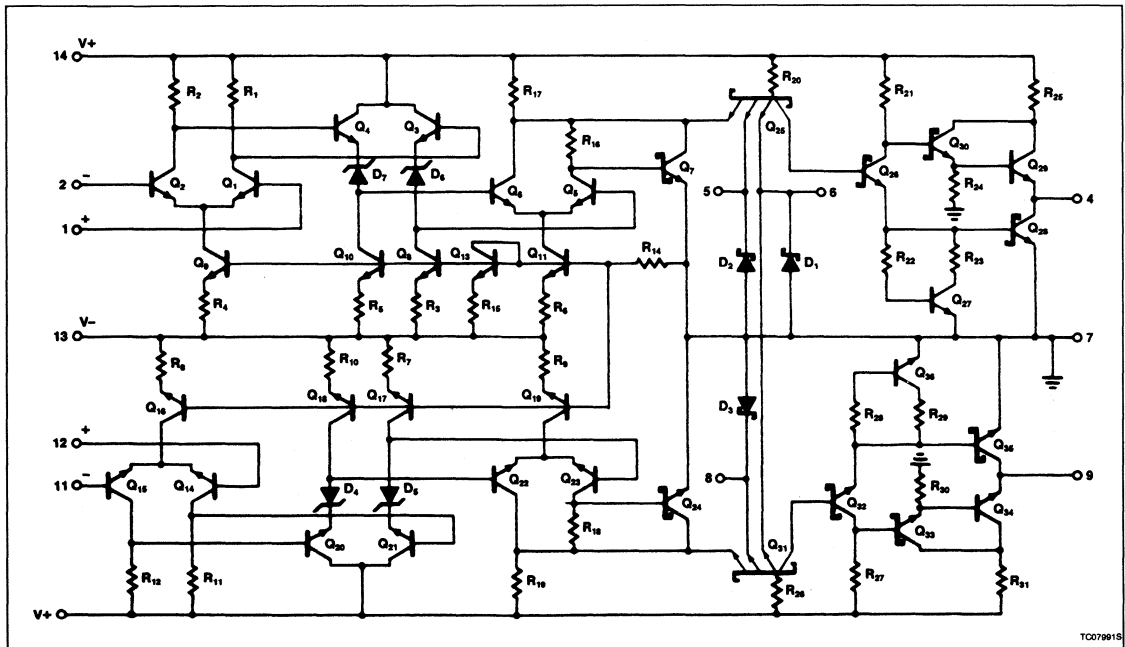 14 V+
R2 R1 R17 R20 R21 R25
Q4 Q3
R16 Q25 Q30
Q7 Q29
2 − Q2 Q1 D7 D6 Q6 Q5 Q26 R24
5 6 4
1 + Q28
Q9 Q10 Q8 Q13 Q11 R14 D2 D1 R22 R23
R4 R5 R3 R15 R6 Q27
13 V− 7
R8 R10 R7 R9
Q36
Q16 Q18 Q17 Q19 D3 R28 R29
Q35
12 +
8 9
11 − Q15 Q14 D4 D5 Q22 Q23 Q24 Q32 R30
Q34
R18 Q33
Q20 Q21 Q31
R12 R11 R19 R26 R27 R31
V+
TC07991S